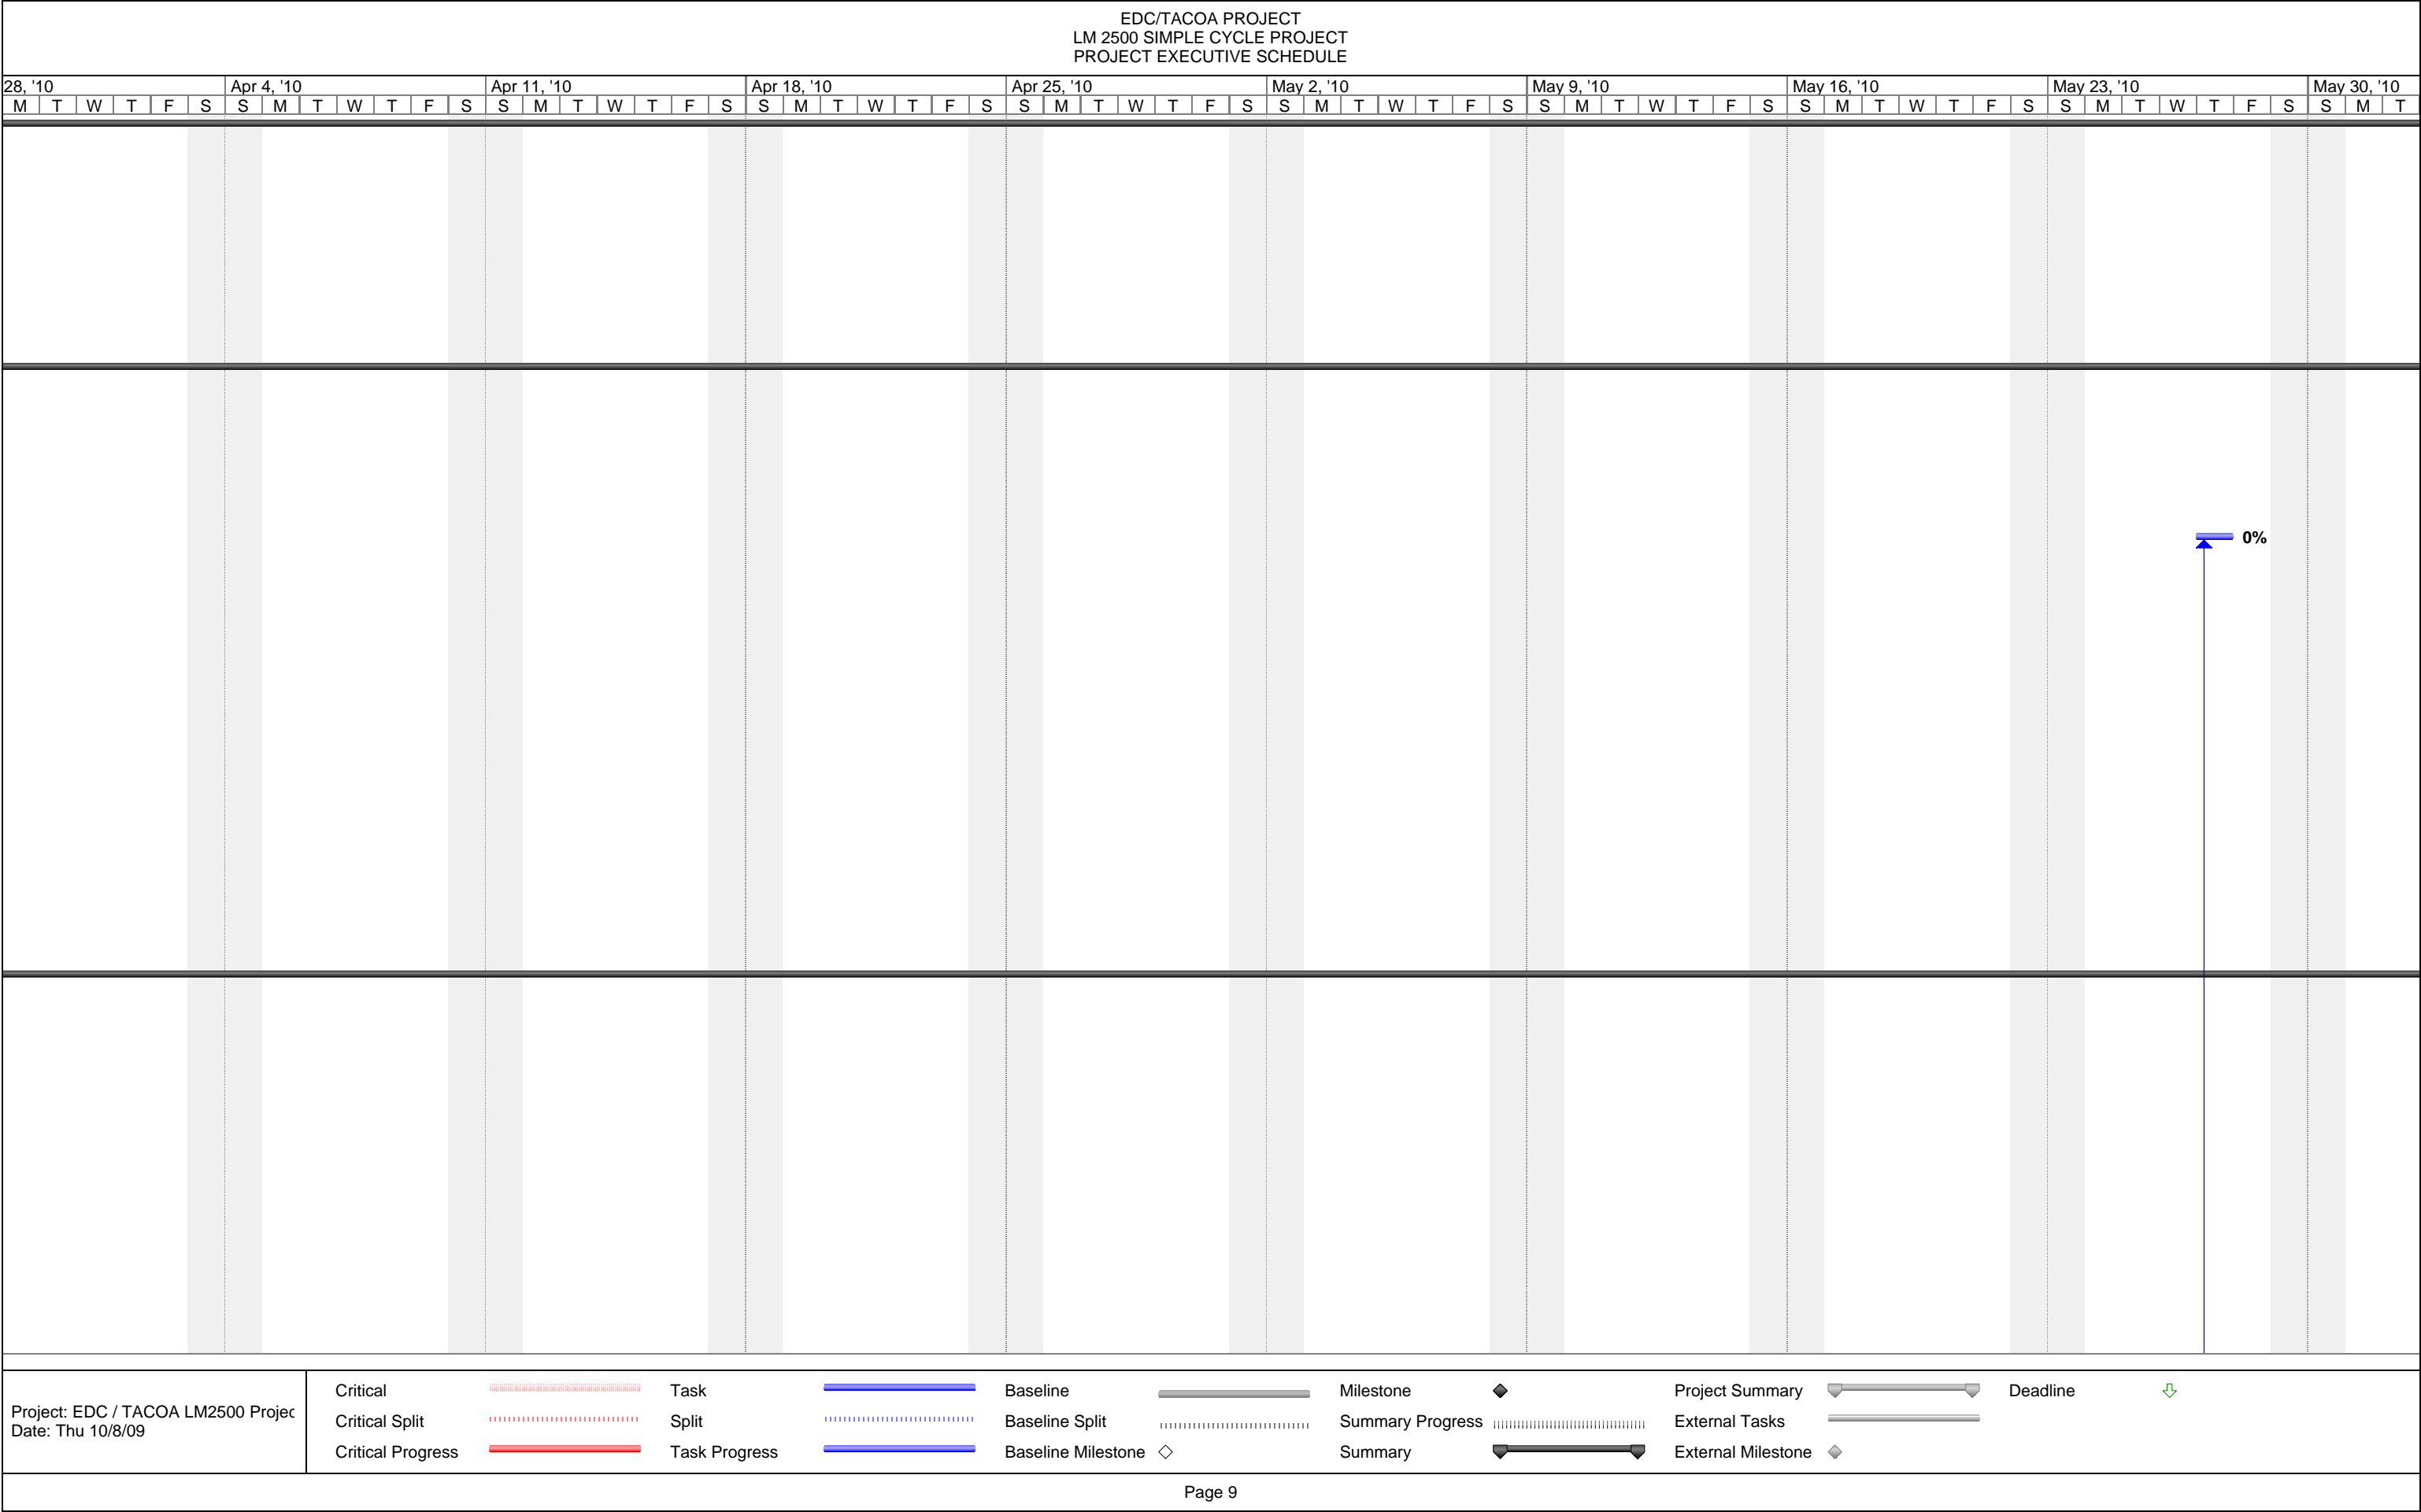 EDC/TACOA PROJECT
LM 2500 SIMPLE CYCLE PROJECT
PROJECT EXECUTIVE SCHEDULE
28, '10 Apr 4, '10 Apr 11, '10 Apr 18, '10 Apr 25, '10 May 2, '10 May 9, '10 May 16, '10 May 23, '10 May 30, '10
M T W T F S S M T W T F S S M T W T F S S M T W T F S S M T W T F S S M T W T F S S M T W T F S S M T W T F S S M T W T F S S M T
0%
Critical Task Baseline Milestone Project Summary Deadline
Project: EDC / TACOA LM2500 Projec
Critical Split Split Baseline Split Summary Progress External Tasks
Date: Thu 10/8/09
Critical Progress Task Progress Baseline Milestone Summary External Milestone
Page 9